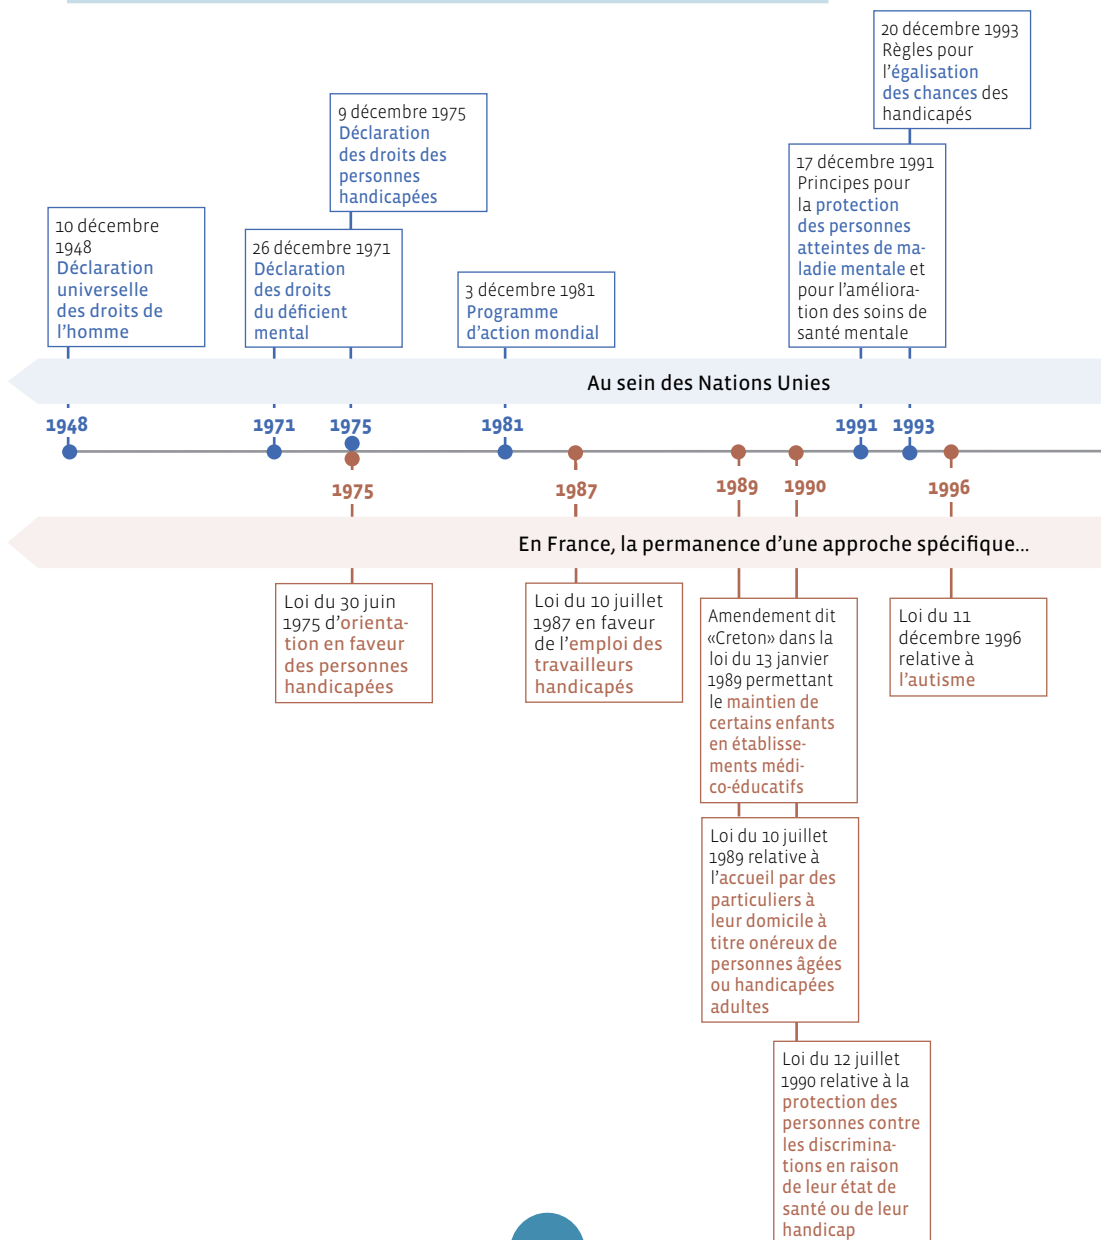 20 décembre 1993
Règles pour
l'égalisation
des chances des
handicapés
9 décembre 1975
Déclaration
des droits des
personnes
handicapées
17 décembre 1991
Principes pour
la protection
des personnes
atteintes de ma-
ladie mentale et
pour l'améliora-
tion des soins de
santé mentale
10 décembre
1948
Déclaration
universelle
des droits de
l'homme
26 décembre 1971
Déclaration
des droits
du déficient
mental
3 décembre 1981
Programme
d'action mondial
Au sein des Nations Unies
1948
1971
1975
1981
1991
1993
1975
1987
1989
1990
1996
En France, la permanence d'une approche spécifique...
Loi du 30 juin
1975 d'orienta-
tion en faveur
des personnes
handicapées
Loi du 10 juillet
1987 en faveur
de l'emploi des
travailleurs
handicapés
Amendement dit
«Creton» dans la
loi du 13 janvier
1989 permettant
le maintien de
certains enfants
en établisse-
ments médi-
co-éducatifs
Loi du 11
décembre 1996
relative à
l'autisme
Loi du 10 juillet
1989 relative à
l'accueil par des
particuliers à
leur domicile à
titre onéreux de
personnes âgées
ou handicapées
adultes
Loi du 12 juillet
1990 relative à la
protection des
personnes contre
les discrimina-
tions en raison
de leur état de
santé ou de leur
handicap